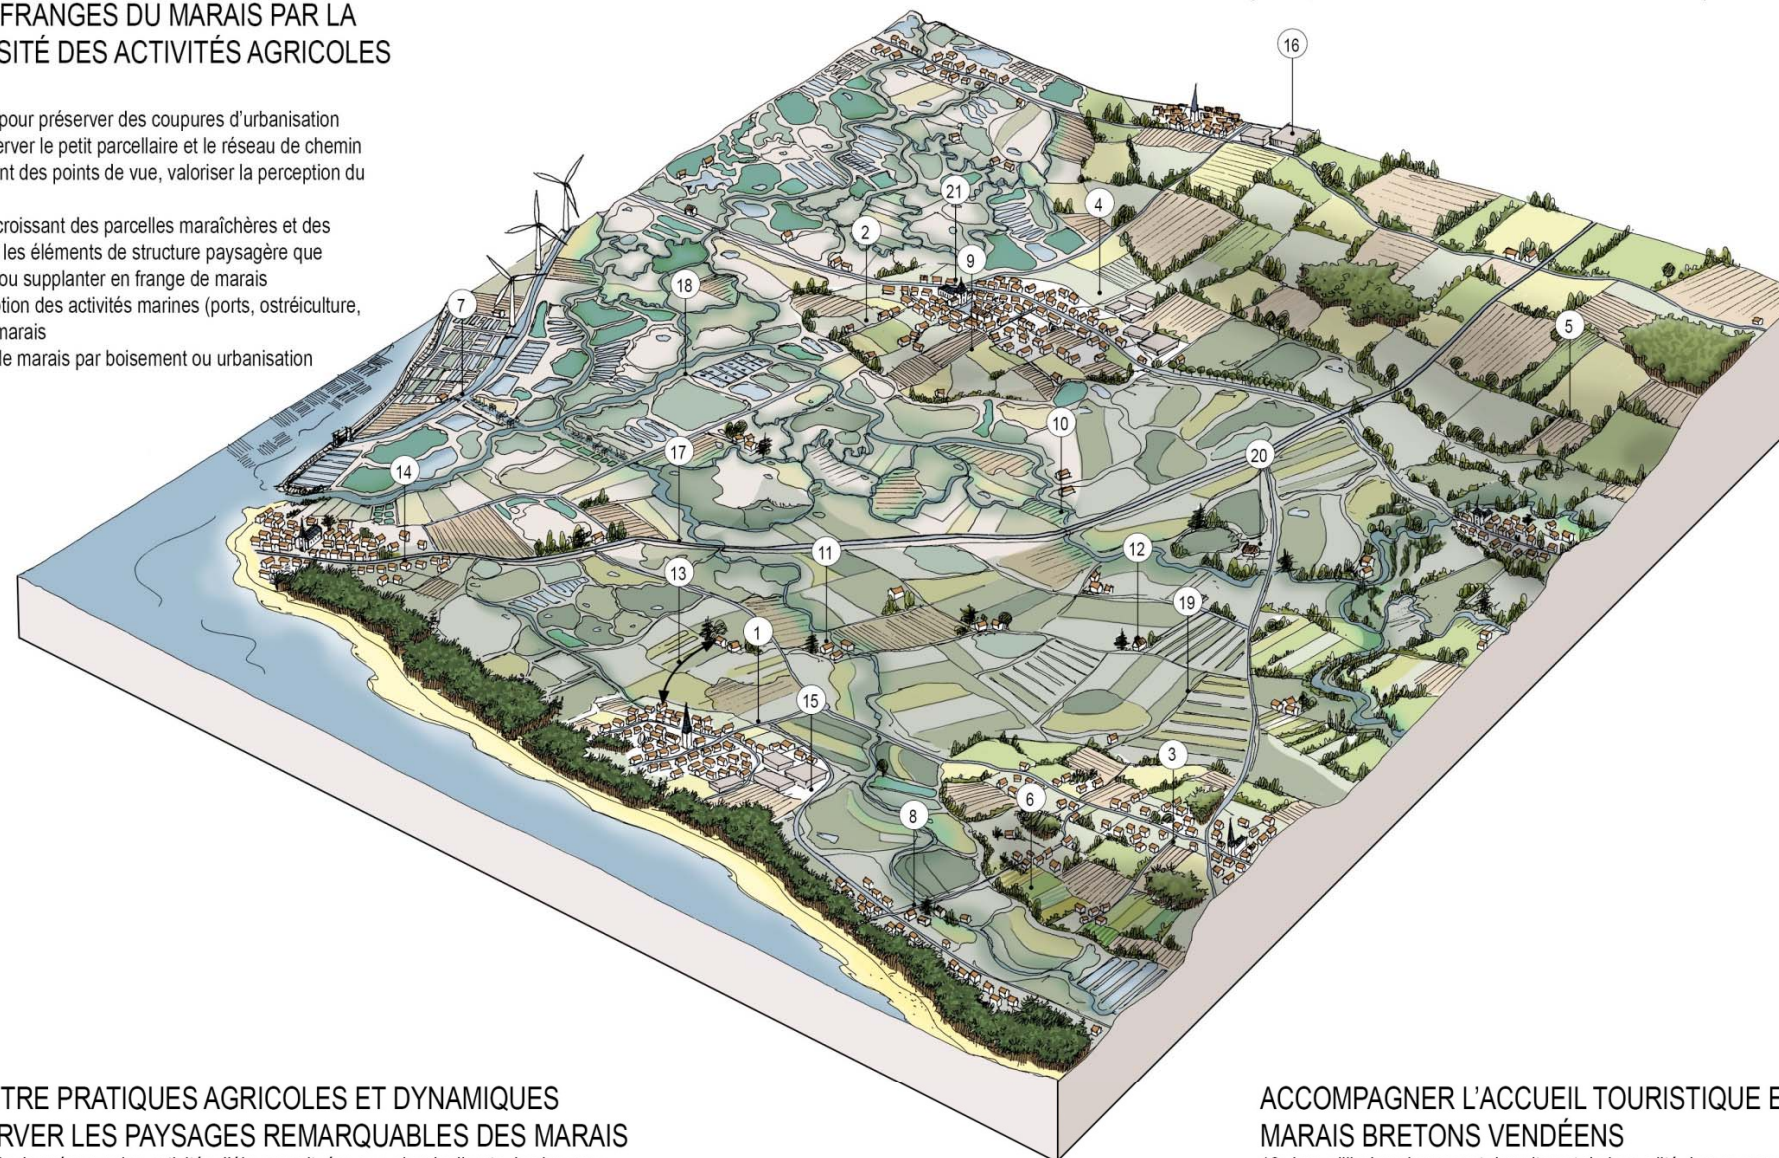 FRANGES DU MARAIS PAR LA
SITÉ DES ACTIVITÉS AGRICOLES
pour préserver des coupures d'urbanisation
erver le petit parcellaire et le réseau de chemin
nt des points de vue, valoriser la perception du
croissant des parcelles maraîchères et des
les éléments de structure paysagère que
ou supplanter en frange de marais
tion des activités marines (ports, ostréiculture,
marais
le marais par boisement ou urbanisation
16
21
4
2
9
18
7
5
10
17
20
14
11
12
13
19
1
15
3
6
8
TRE PRATIQUES AGRICOLES ET DYNAMIQUES
RVER LES PAYSAGES REMARQUABLES DES MARAIS
ACCOMPAGNER L'ACCUEIL TOURISTIQUE E
MARAIS BRETONS VENDÉENS